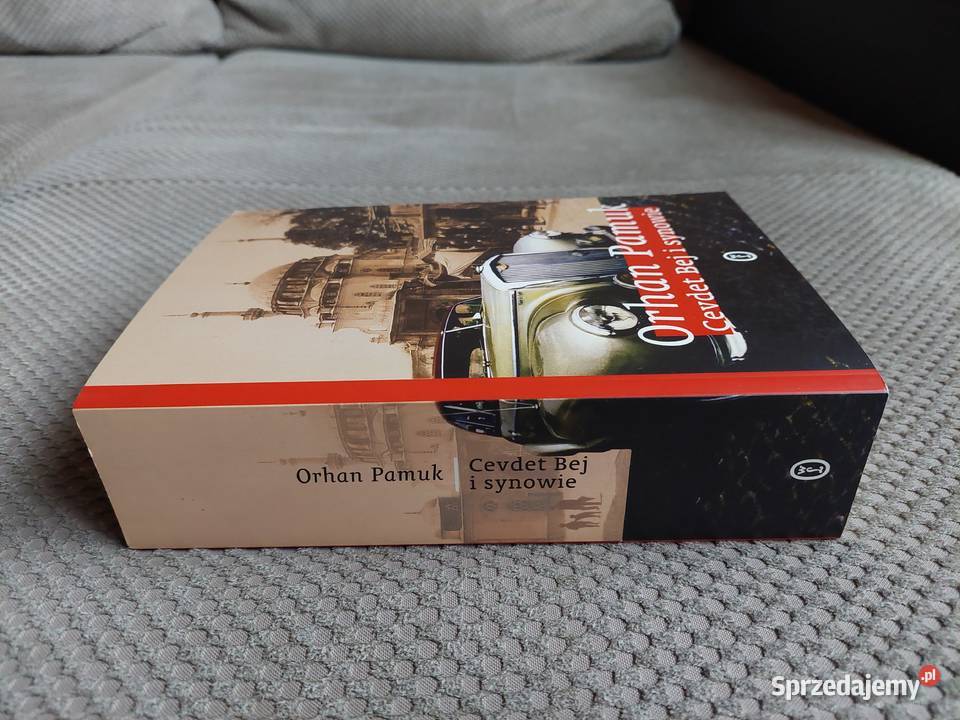 Orhan Pamuk
Cevdet Bej i synowie
Orhan Pamuk
Cevdet Bej
i synowie
Sprzedajemy.pl